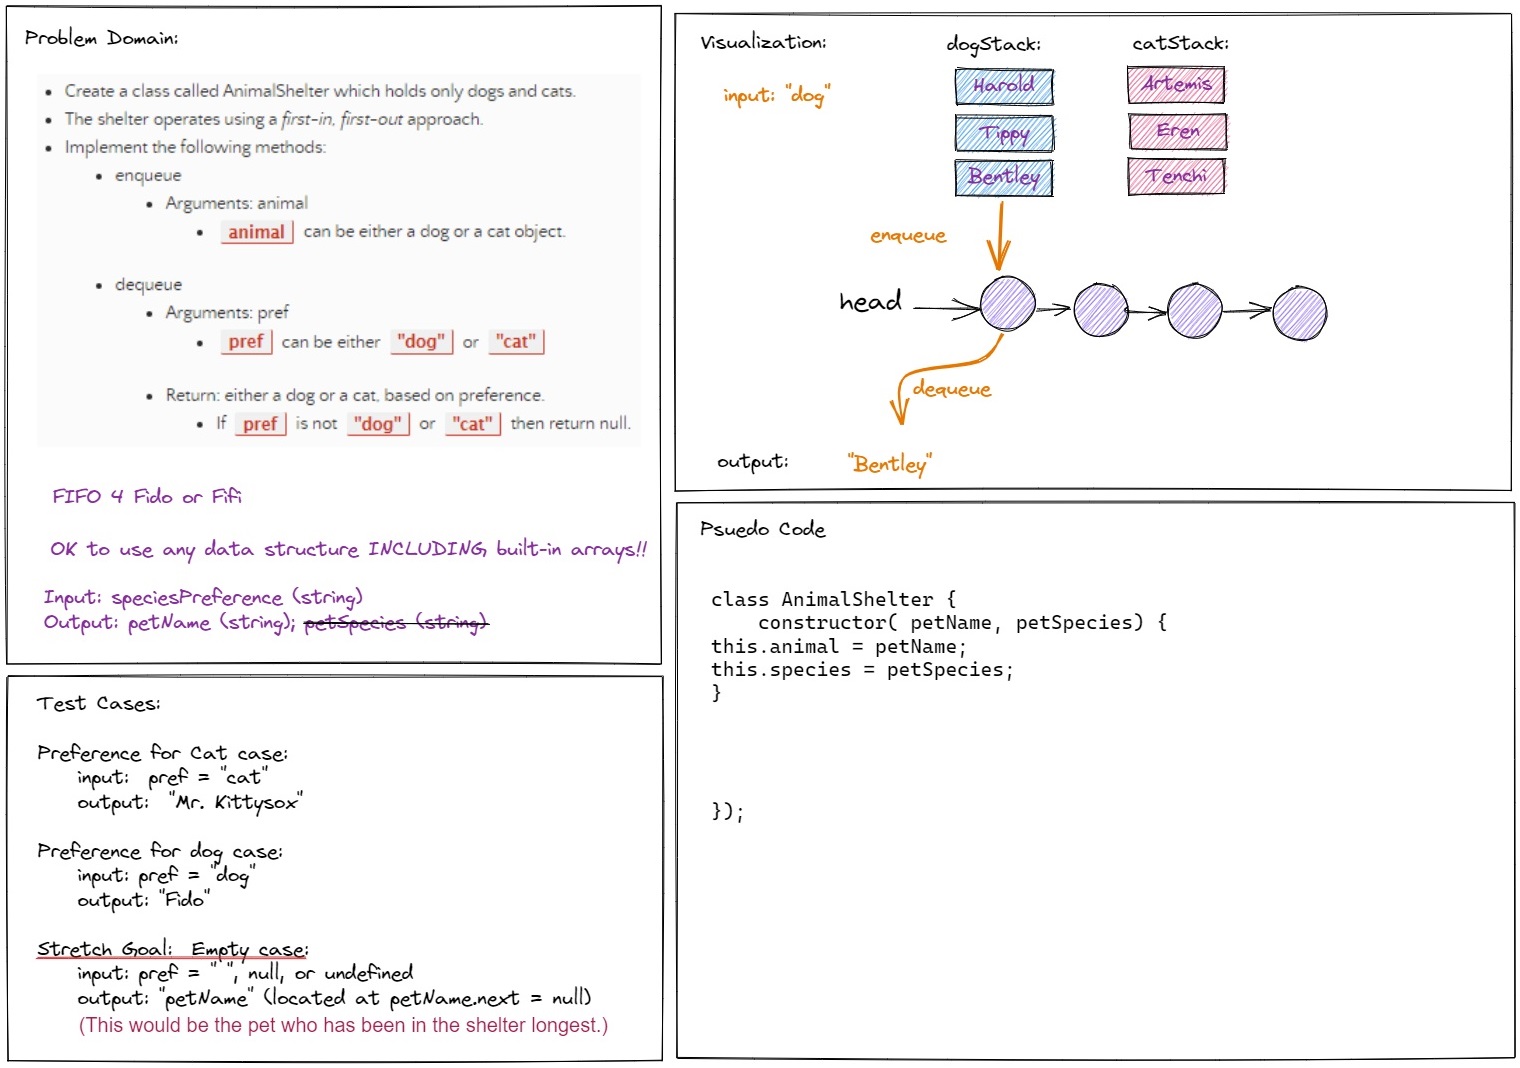 Problem Domain:
Create a class called AnimalShelter which holds only dogs and cats.
The shelter operates using a first-in, first-out approach.
Implement the following methods:
enqueue
Arguments: animal
animal can be either a dog or a cat object.
dequeue
Arguments: pref
pref can be either "dog" or "cat"
Return: either a dog or a cat, based on preference.
If pref is not "dog" or "cat" then return null.
FIFO 4 Fido or Fifi
OK to use any data structure INCLUDING built-in arrays!!
Input: speciesPreference (string)
Output: petName (string); petSpecies (string)
Test Cases:
Preference for Cat case:
input: pref = "cat"
output: "Mr. Kittysox"
Preference for dog case:
input: pref = "dog"
output: "Fido"
Stretch Goal: Empty case:
input: pref = " ", null, or undefined
output: "petName" (located at petName.next = null)
(This would be the pet who has been in the shelter longest.)
Visualization:
input: "dog"
dogStack:
Harold
Tippy
Bentley
catStack:
Artemis
Eren
Tenchi
enqueue
head
dequeue
output: "Bentley"
Psuedo Code
class AnimalShelter {
constructor( petName, petSpecies) {
this.animal = petName;
this.species = petSpecies;
}
});